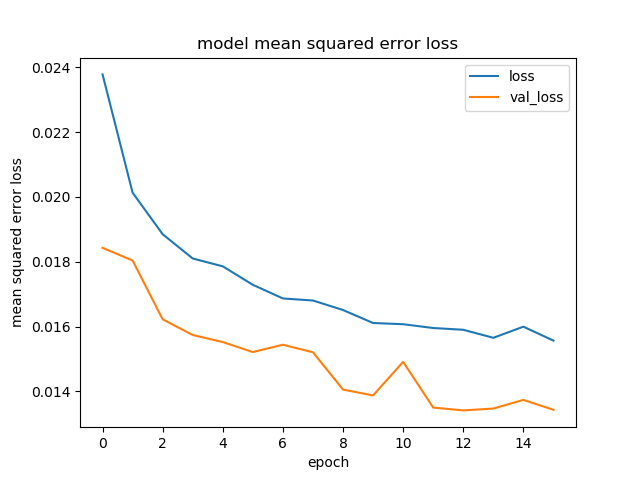 model mean squared error loss
loss
val_loss
0.024
0.022
0.020
0.018
0.016
0.014
mean squared error loss
0 2 4 6 8 10 12 14
epoch